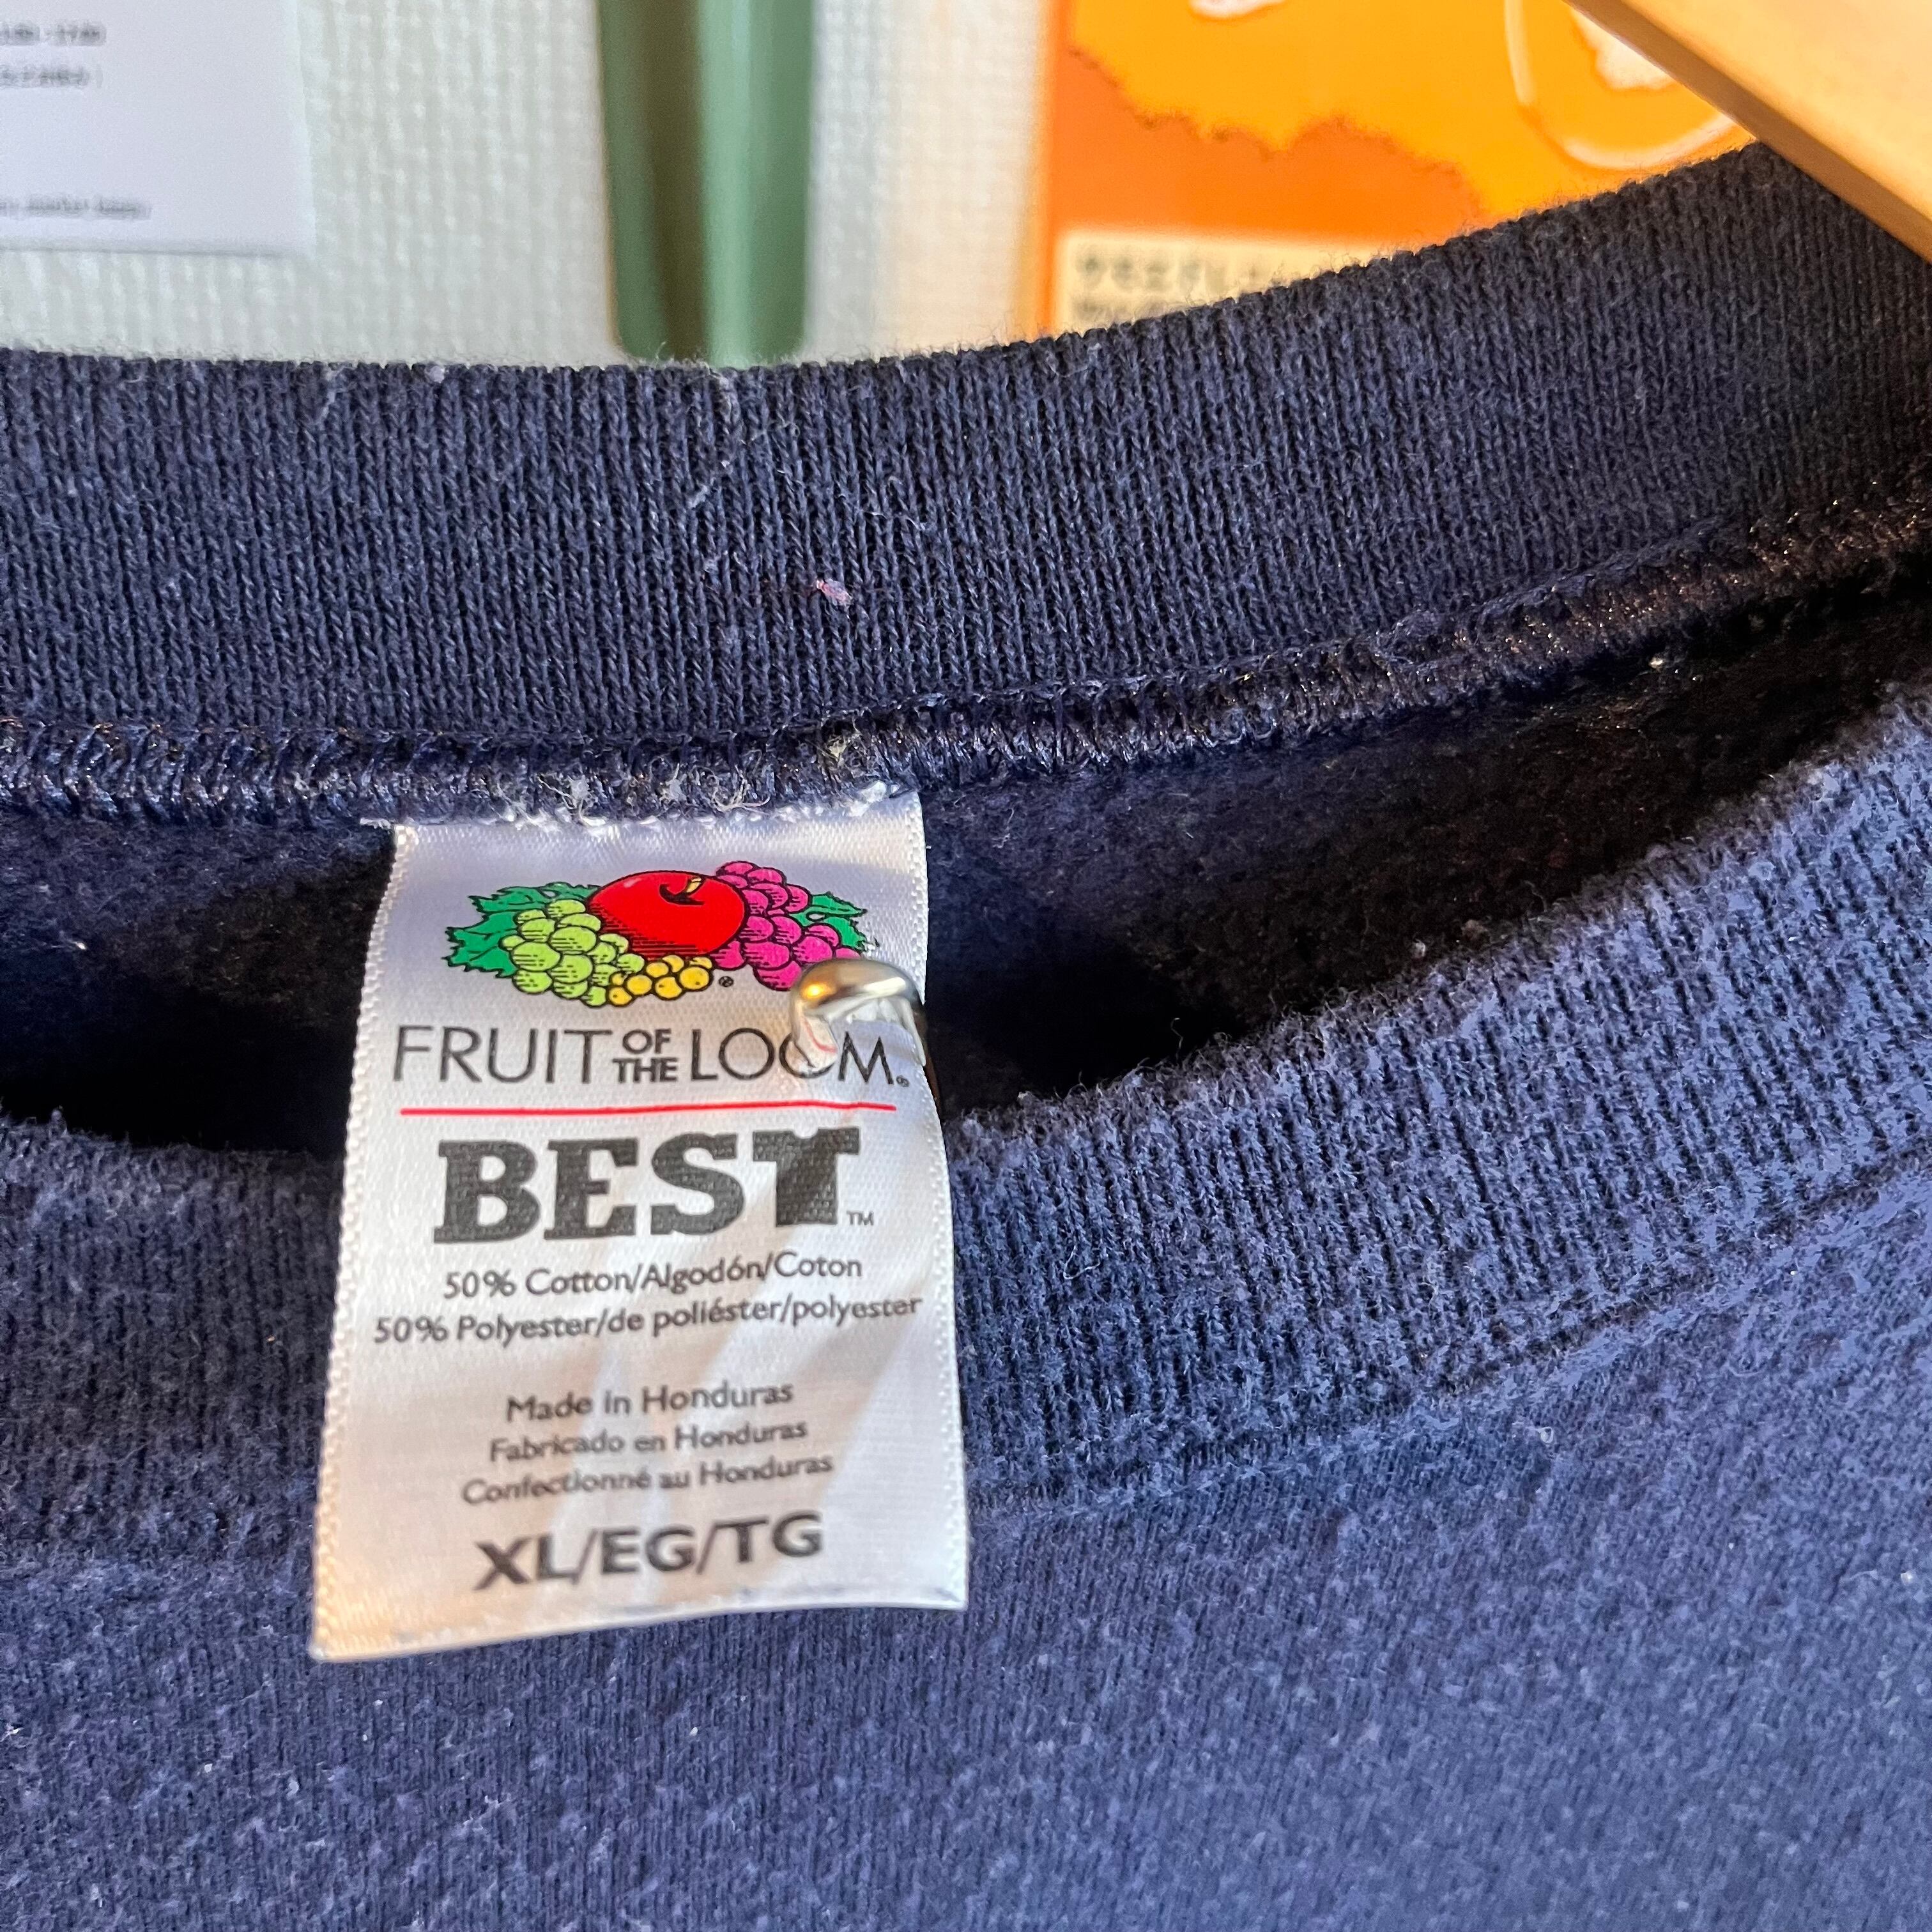 FRUIT OF THE LOOM®
BEST™
50% Cotton/Algodón/Coton
50% Polyester/de poliéster/polyester
Made in Honduras
Fabricado en Honduras
Confectionné au Honduras
XL/EG/TG